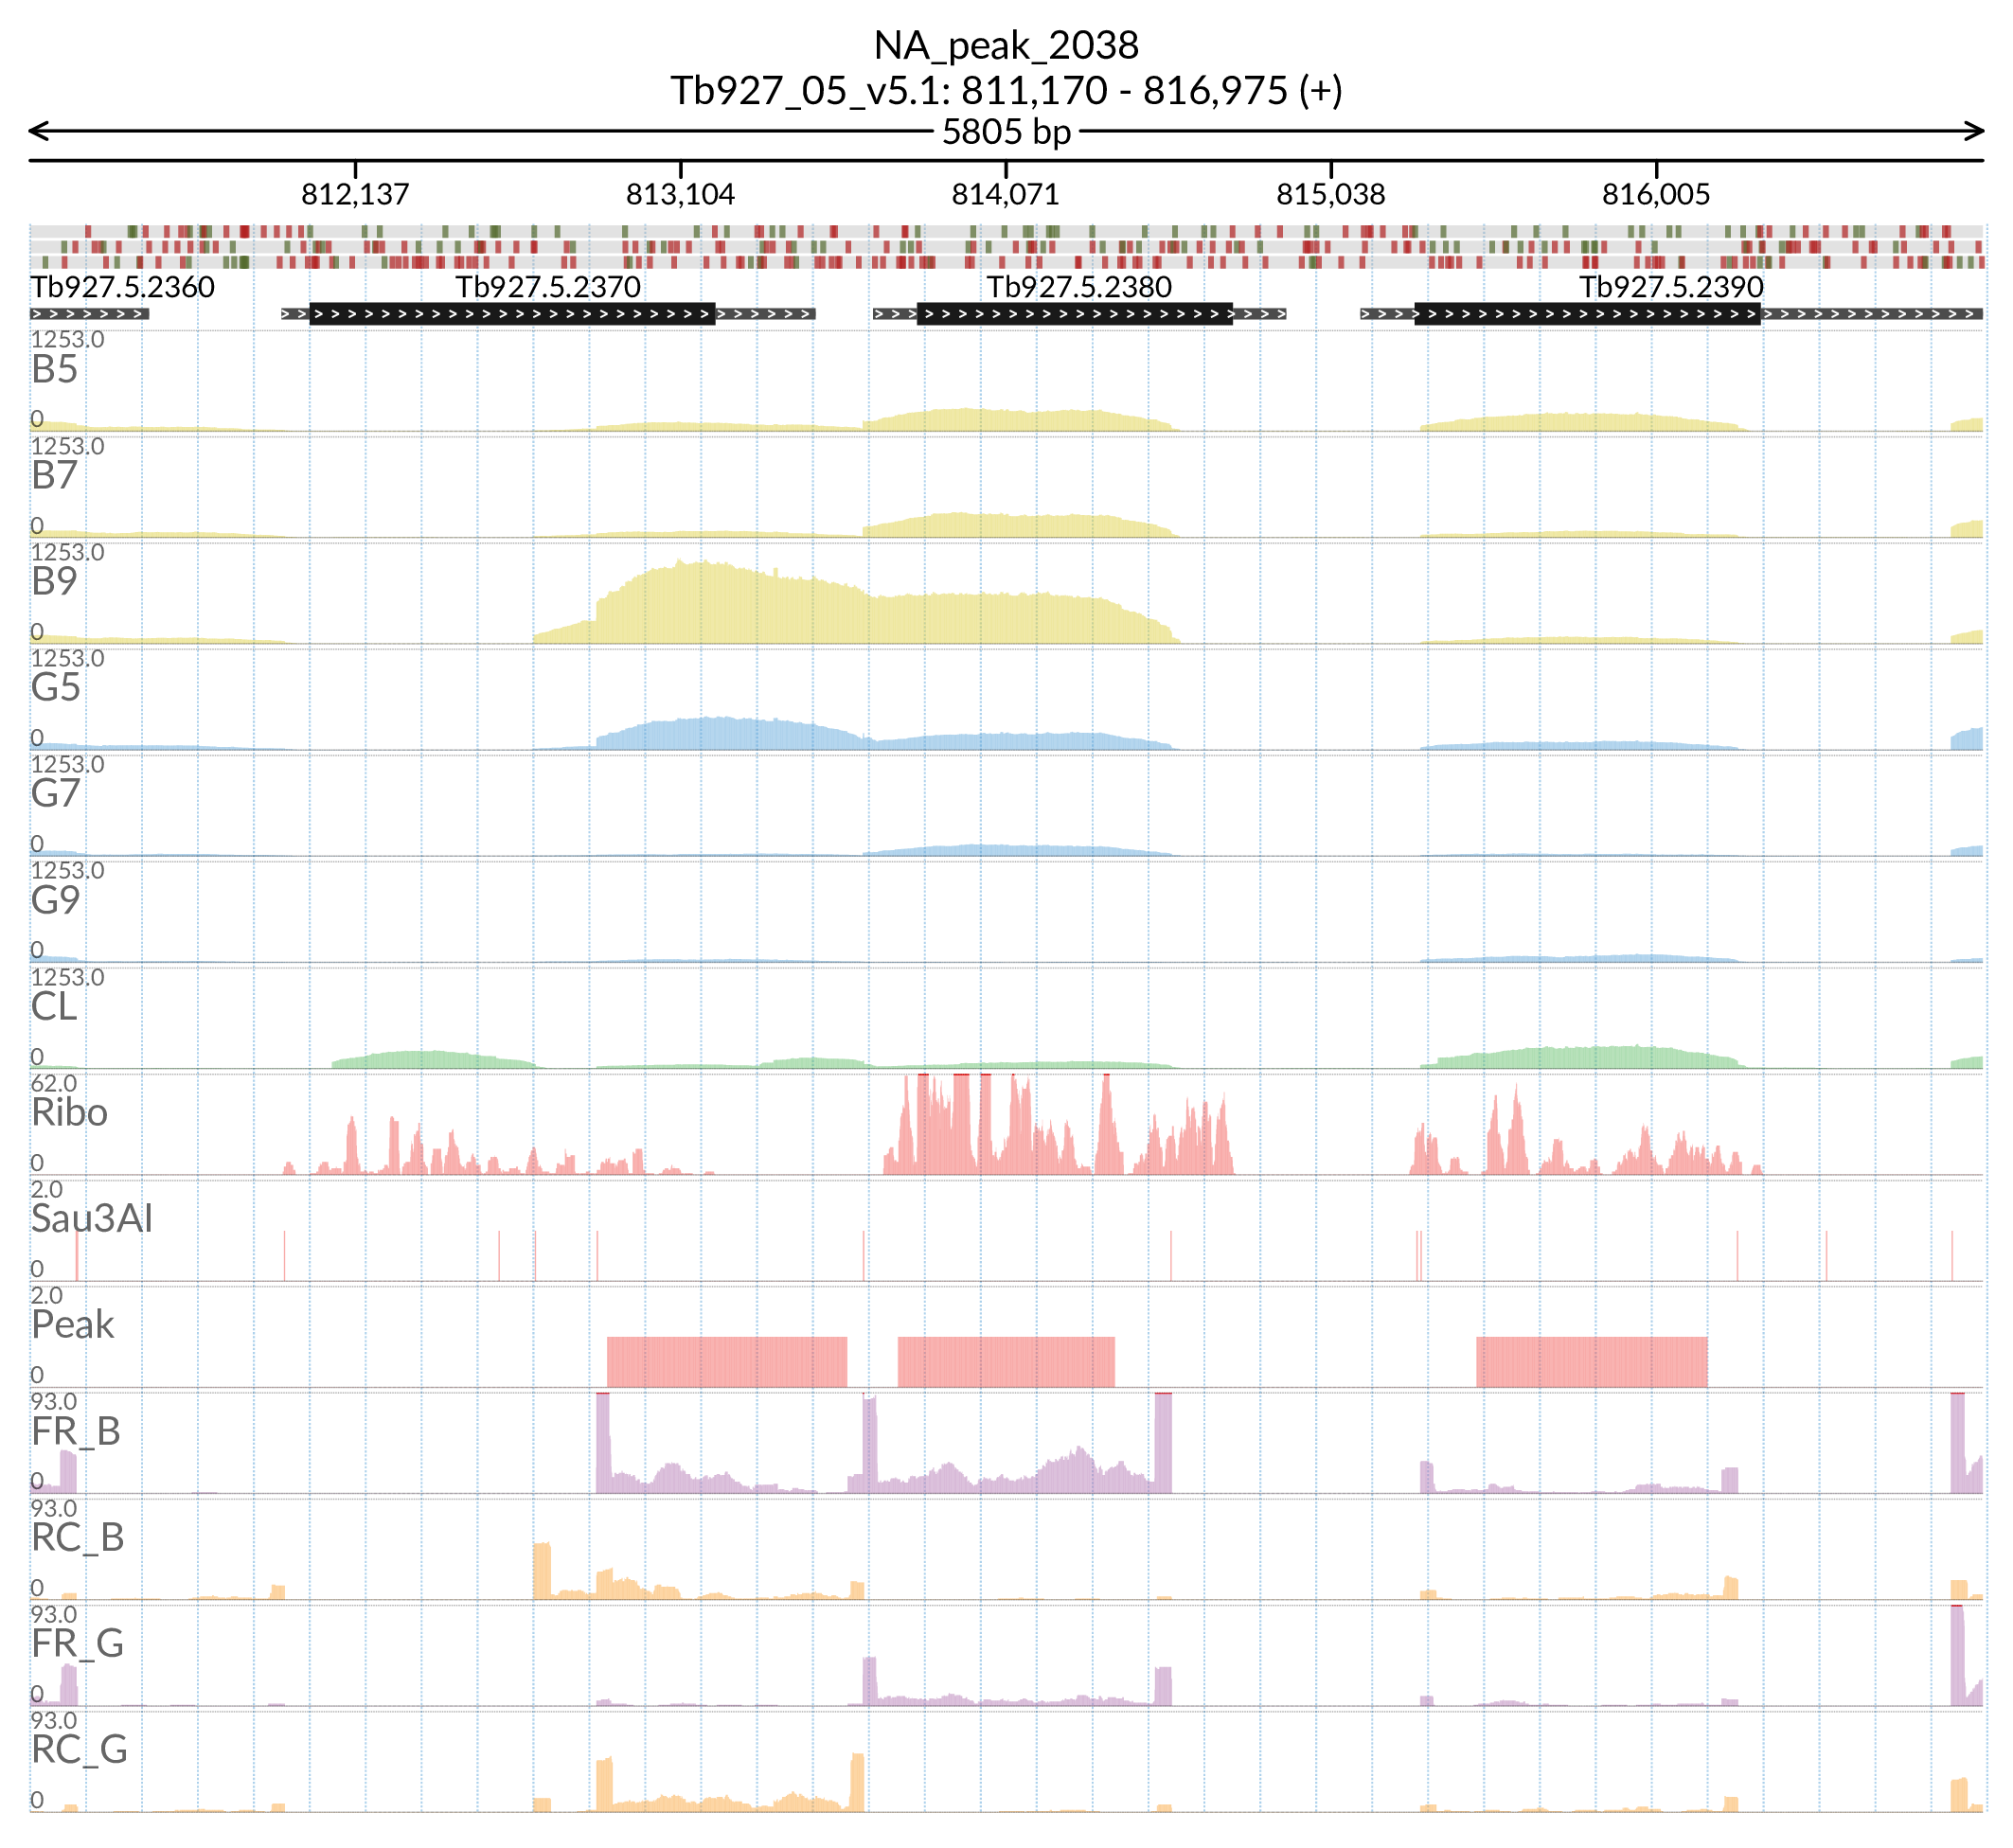 NA_peak_2038
Tb927_05_v5.1: 811,170 - 816,975 (+)
5805 bp
812,137 813,104 814,071 815,038 816,005
Tb927.5.2360 Tb927.5.2370 Tb927.5.2380 Tb927.5.2390
1253.0
B5
0
1253.0
B7
0
1253.0
B9
0
1253.0
G5
0
1253.0
G7
0
1253.0
G9
0
1253.0
CL
0
62.0
Ribo
0
2.0
Sau3AI
0
2.0
Peak
0
93.0
FR_B
0
93.0
RC_B
0
93.0
FR_G
0
93.0
RC_G
0